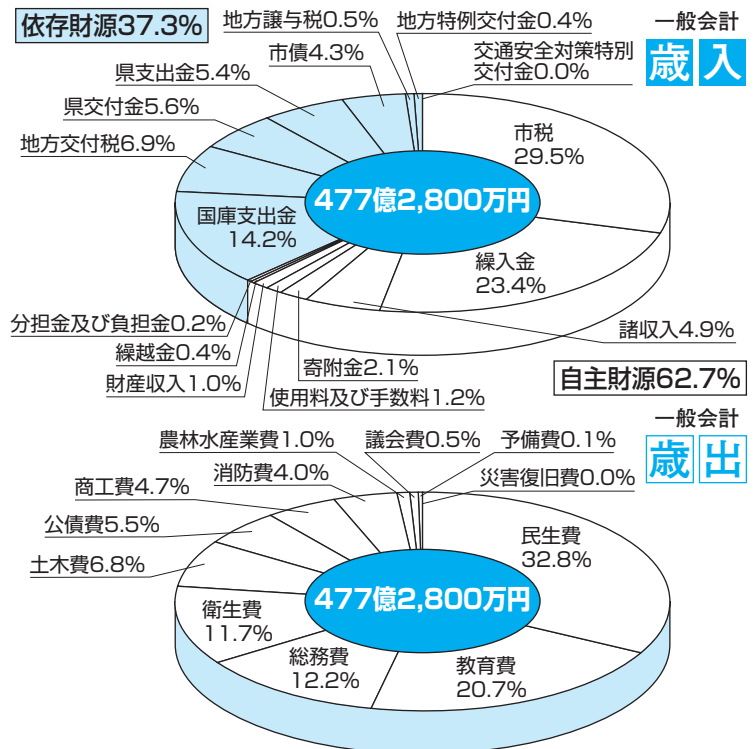 一般会計
歳入
依存財源37.3%
地方譲与税0.5%
地方特例交付金0.4%
市債4.3%
交通安全対策特別
交付金0.0%
県支出金5.4%
県交付金5.6%
地方交付税6.9%
国庫支出金
14.2%
市税
29.5%
477億2,800万円
繰入金
23.4%
分担金及び負担金0.2%
諸収入4.9%
繰越金0.4%
寄附金2.1%
財産収入1.0%
使用料及び手数料1.2%
自主財源62.7%
一般会計
歳出
農林水産業費1.0%
議会費0.5%
予備費0.1%
消防費4.0%
災害復旧費0.0%
商工費4.7%
公債費5.5%
土木費6.8%
民生費
32.8%
477億2,800万円
衛生費
11.7%
総務費
12.2%
教育費
20.7%